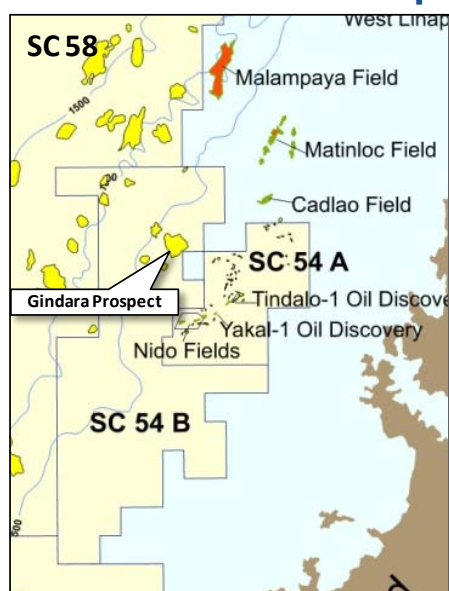 West Linap
SC 58
Malampaya Field
1500
Matinloc Field
Cadlao Field
SC 54 A
Gindara Prospect
Tindalo-1 Oil Discove
Yakal-1 Oil Discovery
Nido Fields
SC 54 B
500